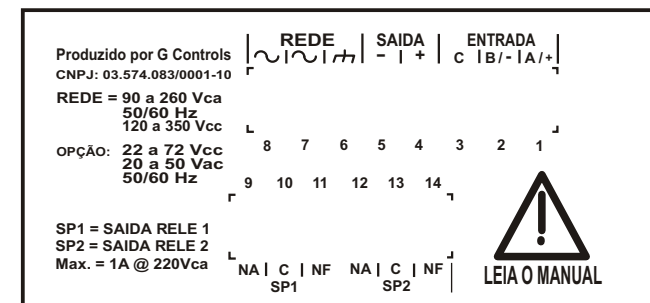 Produzido por G Controls
CNPJ: 03.574.083/0001-10
REDE = 90 a 260 Vca
50/60 Hz
120 a 350 Vcc
OPÇÃO: 22 a 72 Vcc
20 a 50 Vac
50/60 Hz
SP1 = SAIDA RELE 1
SP2 = SAIDA RELE 2
Max. = 1A @ 220Vca
REDE SAIDA ENTRADA
- + C B/- A/+
8 7 6 5 4 3 2 1
9 10 11 12 13 14
NA C NF NA C NF
SP1 SP2
!
LEIA O MANUAL